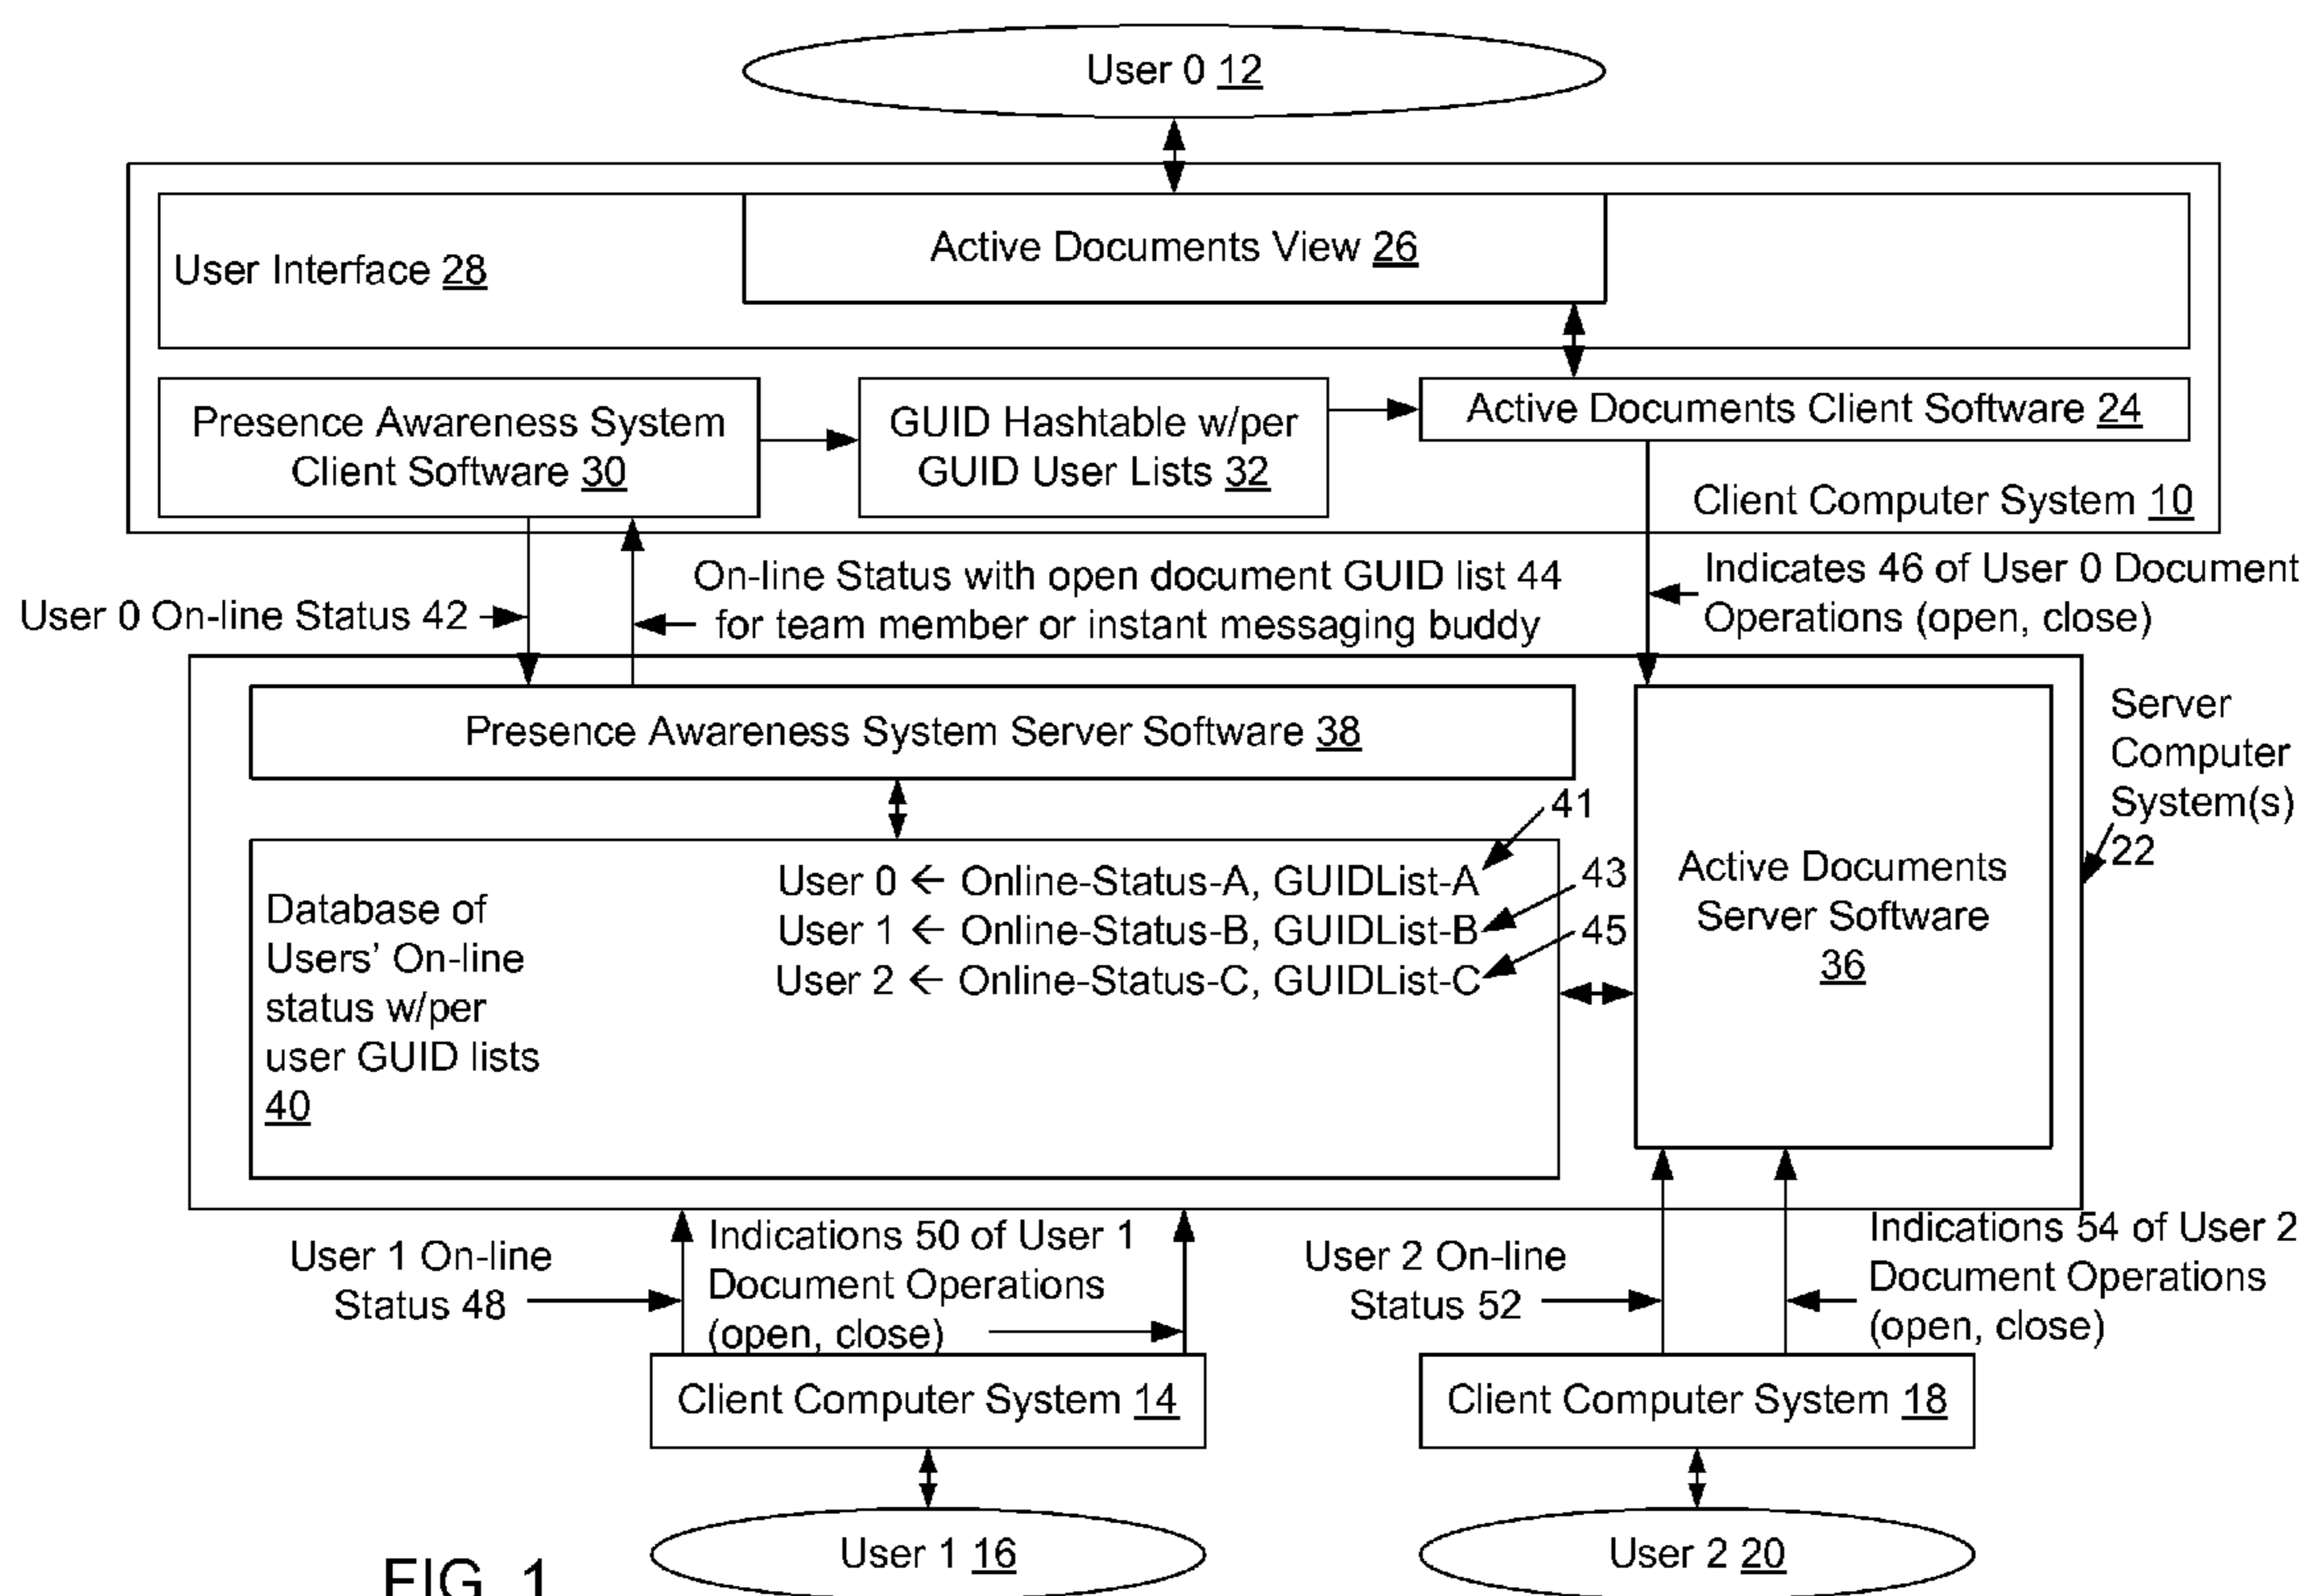 User 0 12
User Interface 28
Active Documents View 26
Presence Awareness System
Client Software 30
GUID Hashtable w/per
GUID User Lists 32
Active Documents Client Software 24
Client Computer System 10
User 0 On-line Status 42
On-line Status with open document GUID list 44
for team member or instant messaging buddy
Indicates 46 of User 0 Document
Operations (open, close)
Presence Awareness System Server Software 38
Server
Computer
System(s)
22
41
43
45
Database of
Users' On-line
status w/per
user GUID lists
40
User 0 ← Online-Status-A, GUIDList-A
User 1 ← Online-Status-B, GUIDList-B
User 2 ← Online-Status-C, GUIDList-C
Active Documents
Server Software
36
User 1 On-line
Status 48
Indications 50 of User 1
Document Operations
(open, close)
User 2 On-line
Status 52
Indications 54 of User 2
Document Operations
(open, close)
Client Computer System 14
Client Computer System 18
User 1 16
User 2 20
FIG. 1